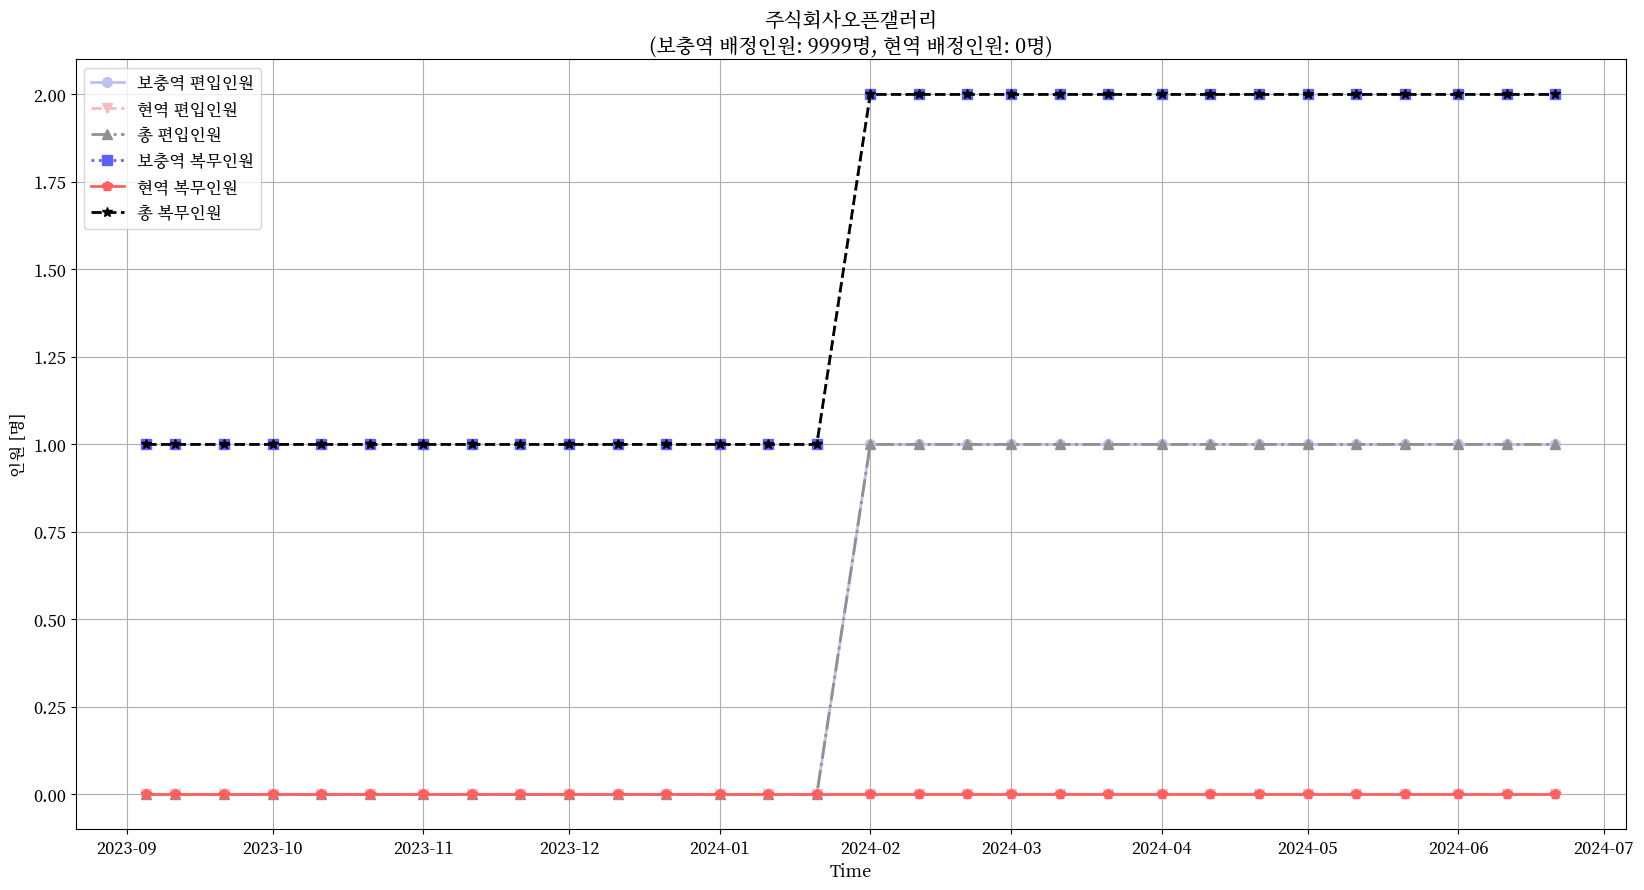 주식회사오픈갤러리
(보충역 배정인원: 9999명, 현역 배정인원: 0명)
보충역 편입인원
현역 편입인원
총 편입인원
보충역 복무인원
현역 복무인원
총 복무인원
인원 [명]
2.00
1.75
1.50
1.25
1.00
0.75
0.50
0.25
0.00
2023-09
2023-10
2023-11
2023-12
2024-01
2024-02
2024-03
2024-04
2024-05
2024-06
2024-07
Time